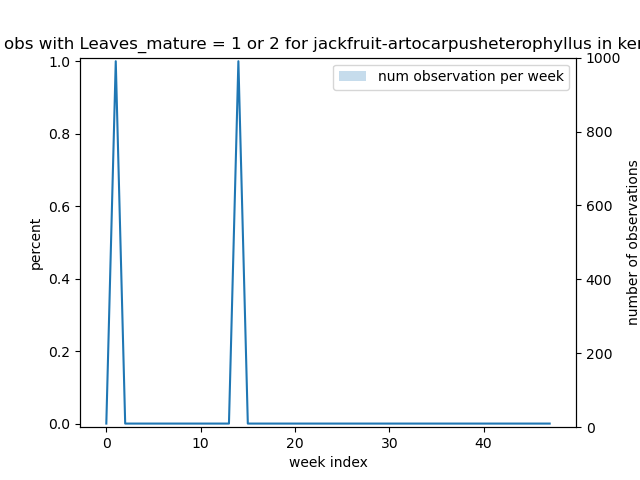 obs with Leaves_mature = 1 or 2 for jackfruit-artocarpusheterophyllus in
num observation per week
1.0
0.8
0.6
0.4
0.2
0.0
percent
1000
800
600
400
200
0
number of observations
0 10 20 30 40
week index